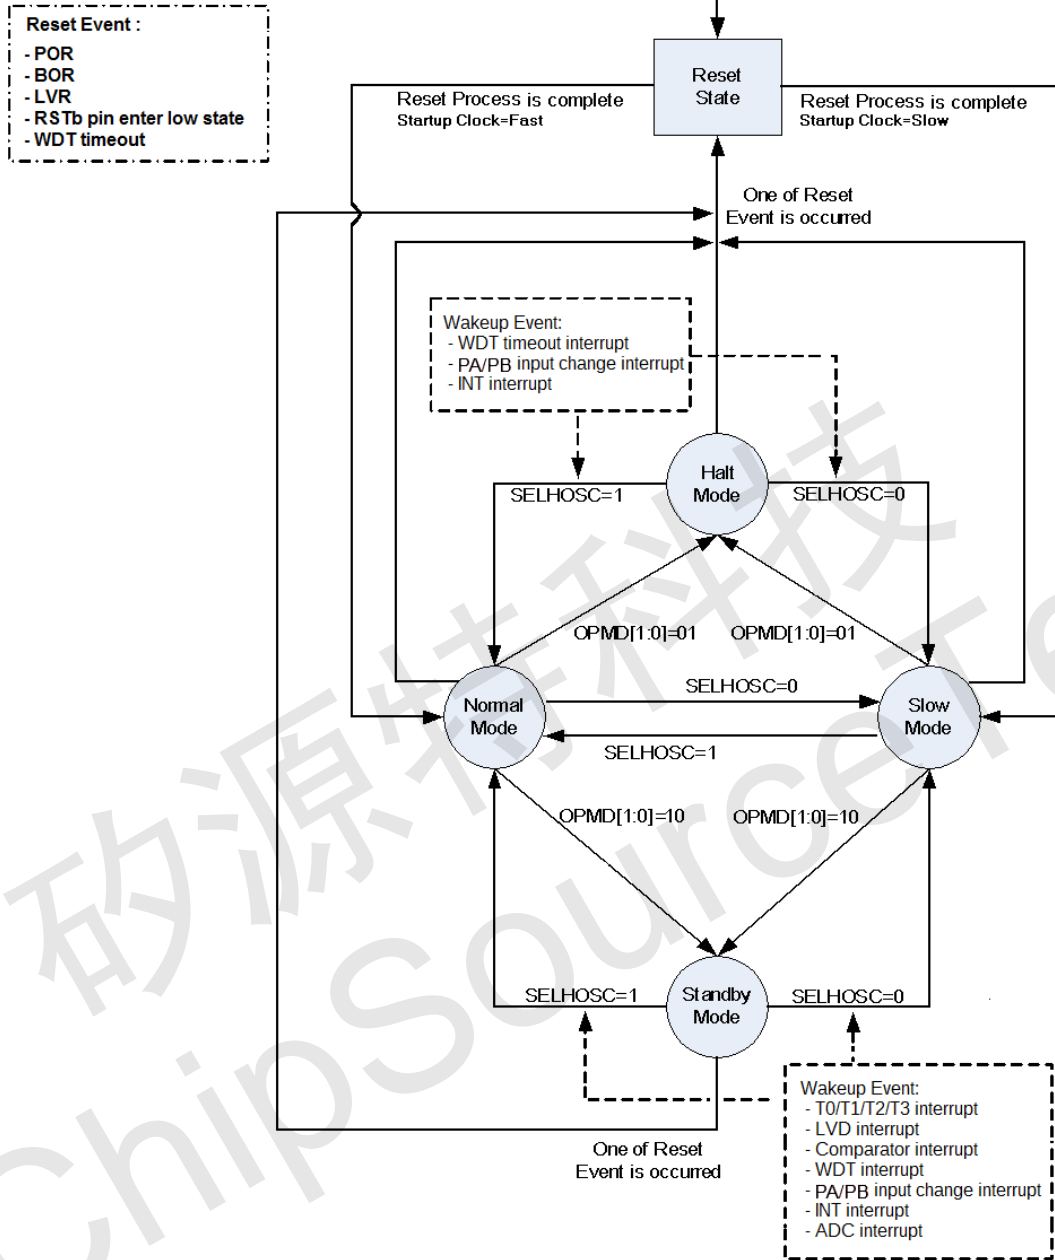 Reset Event :
- POR
- BOR
- LVR
- RSTb pin enter low state
- WDT timeout
Reset
State
Reset Process is complete
Startup Clock=Fast
Reset Process is complete
Startup Clock=Slow
One of Reset
Event is occurred
Wakeup Event:
- WDT timeout interrupt
- PA/PB input change interrupt
- INT interrupt
Halt
Mode
SELHOSC=1
SELHOSC=0
OPMD[1:0]=01
OPMD[1:0]=01
SELHOSC=0
Normal
Mode
Slow
Mode
SELHOSC=1
OPMD[1:0]=10
OPMD[1:0]=10
SELHOSC=1
Standby
Mode
SELHOSC=0
Wakeup Event:
- T0/T1/T2/T3 interrupt
- LVD interrupt
- Comparator interrupt
- WDT interrupt
- PA/PB input change interrupt
- INT interrupt
- ADC interrupt
One of Reset
Event is occurred
矽源特科技
ChipSourceTe